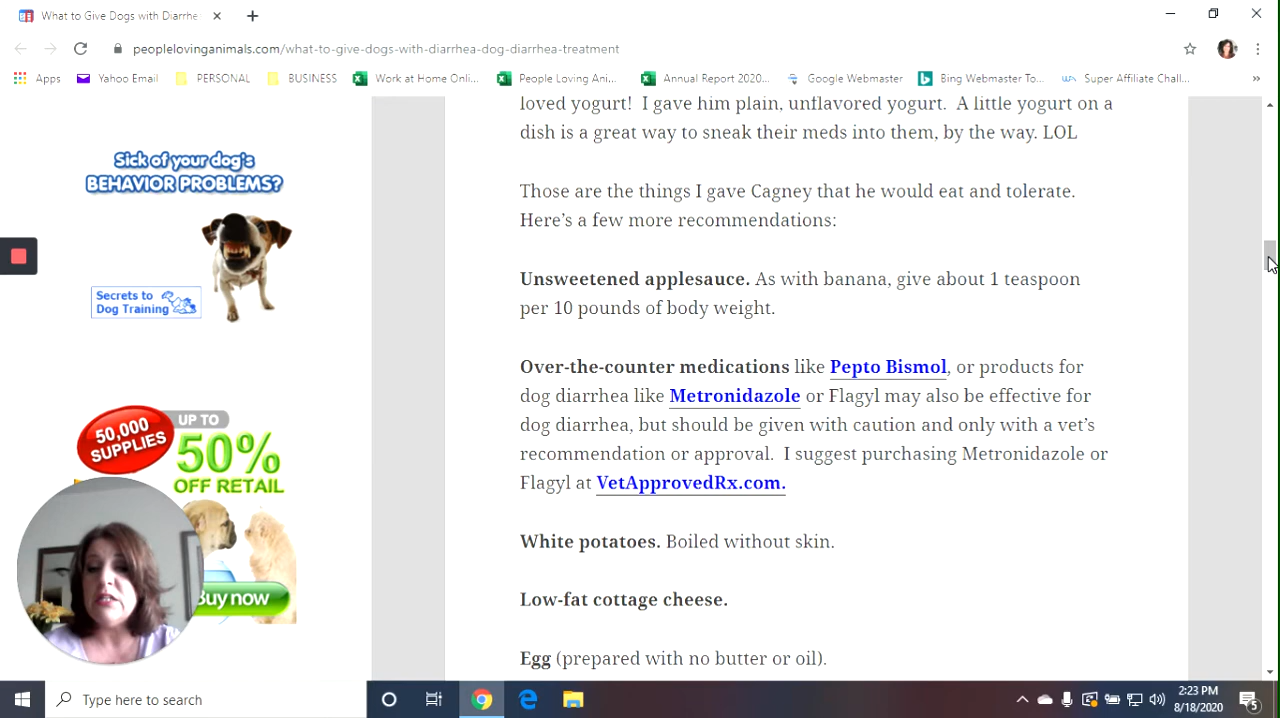 What to Give Dogs with Diarrhe
peoplelovinganimals.com/what-to-give-dogs-with-diarrhea-dog-diarrhea-treatment
Apps Yahoo Email PERSONAL BUSINESS Work at Home Onli... People Loving Ani... Annual Report 2020... Google Webmaster Bing Webmaster To... Super Affiliate Chall... »
loved yogurt! I gave him plain, unflavored yogurt. A little yogurt on a
dish is a great way to sneak their meds into them, by the way. LOL
Those are the things I gave Cagney that he would eat and tolerate.
Here's a few more recommendations:
Unsweetened applesauce. As with banana, give about 1 teaspoon
per 10 pounds of body weight.
Over-the-counter medications like Pepto Bismol, or products for
dog diarrhea like Metronidazole or Flagyl may also be effective for
dog diarrhea, but should be given with caution and only with a vet's
recommendation or approval. I suggest purchasing Metronidazole or
Flagyl at VetApprovedRx.com.
White potatoes. Boiled without skin.
Low-fat cottage cheese.
Egg (prepared with no butter or oil).
Sick of your dog's
BEHAVIOR PROBLEMS?
Secrets to
Dog Training
50,000
SUPPLIES
UP TO
50%
OFF RETAIL
Buy now
Type here to search
2:23 PM
8/18/2020
5